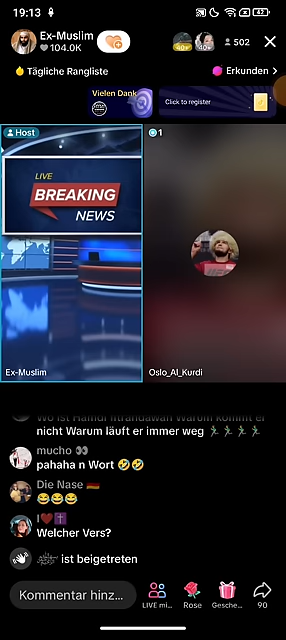 19:13
42
Ex-Muslim
104.0K
502
Tägliche Rangliste
Erkunden >
Vielen Dank
Click to register
Host
1
LIVE
BREAKING
NEWS
Ex-Muslim
Oslo_Al_Kurdi
nicht Warum läuft er immer weg
mucho 👀
pahaha n Wort 🤣🤣
Die Nase 🇩🇪
😂😂😂
I❤️✝️
Welcher Vers?
ist beigetreten
Kommentar hinz...
LIVE mi...
Rose
Gesche...
90